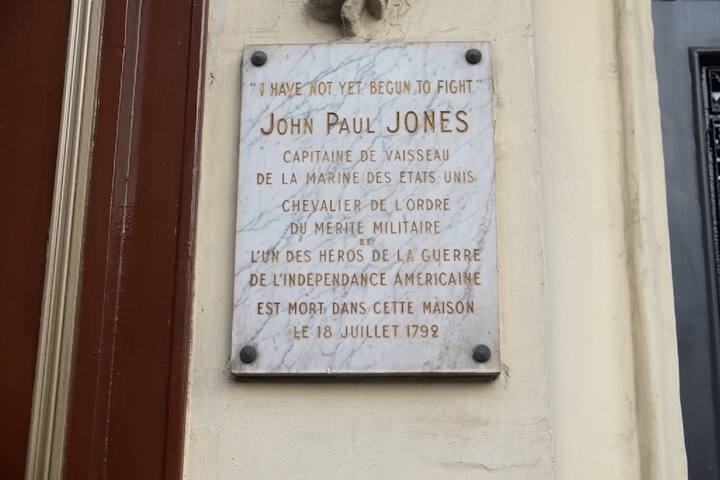 "I HAVE NOT YET BEGUN TO FIGHT"
JOHN PAUL JONES
CAPITAINE DE VAISSEAU
DE LA MARINE DES ETATS UNIS
CHEVALIER DE L'ORDRE
DU MERITE MILITAIRE
ET
L'UN DES HEROS DE LA GUERRE
DE L'INDEPENDANCE AMERICAINE
EST MORT DANS CETTE MAISON
LE 18 JUILLET 1792